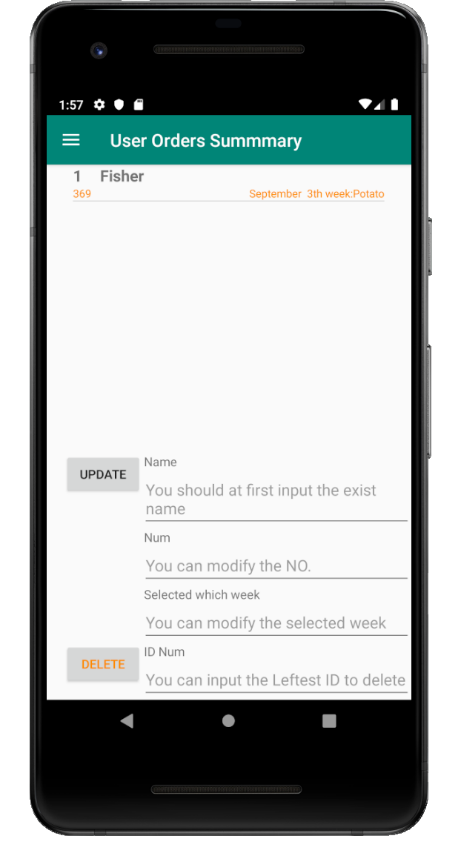 1:57
User Orders Summmary
1 Fisher
369 September 3th week:Potato
Name
UPDATE
You should at first input the exist
name
Num
You can modify the NO.
Selected which week
You can modify the selected week
ID Num
DELETE
You can input the Leftest ID to delete